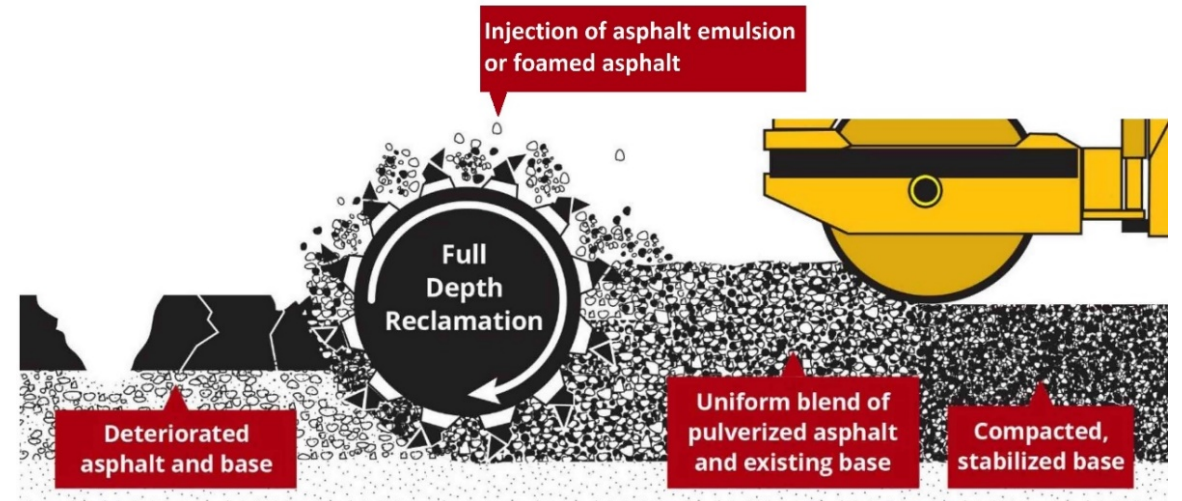 Injection of asphalt emulsion
or foamed asphalt
Full
Depth
Reclamation
Deteriorated
asphalt and base
Uniform blend of
pulverized asphalt
and existing base
Compacted,
stabilized base